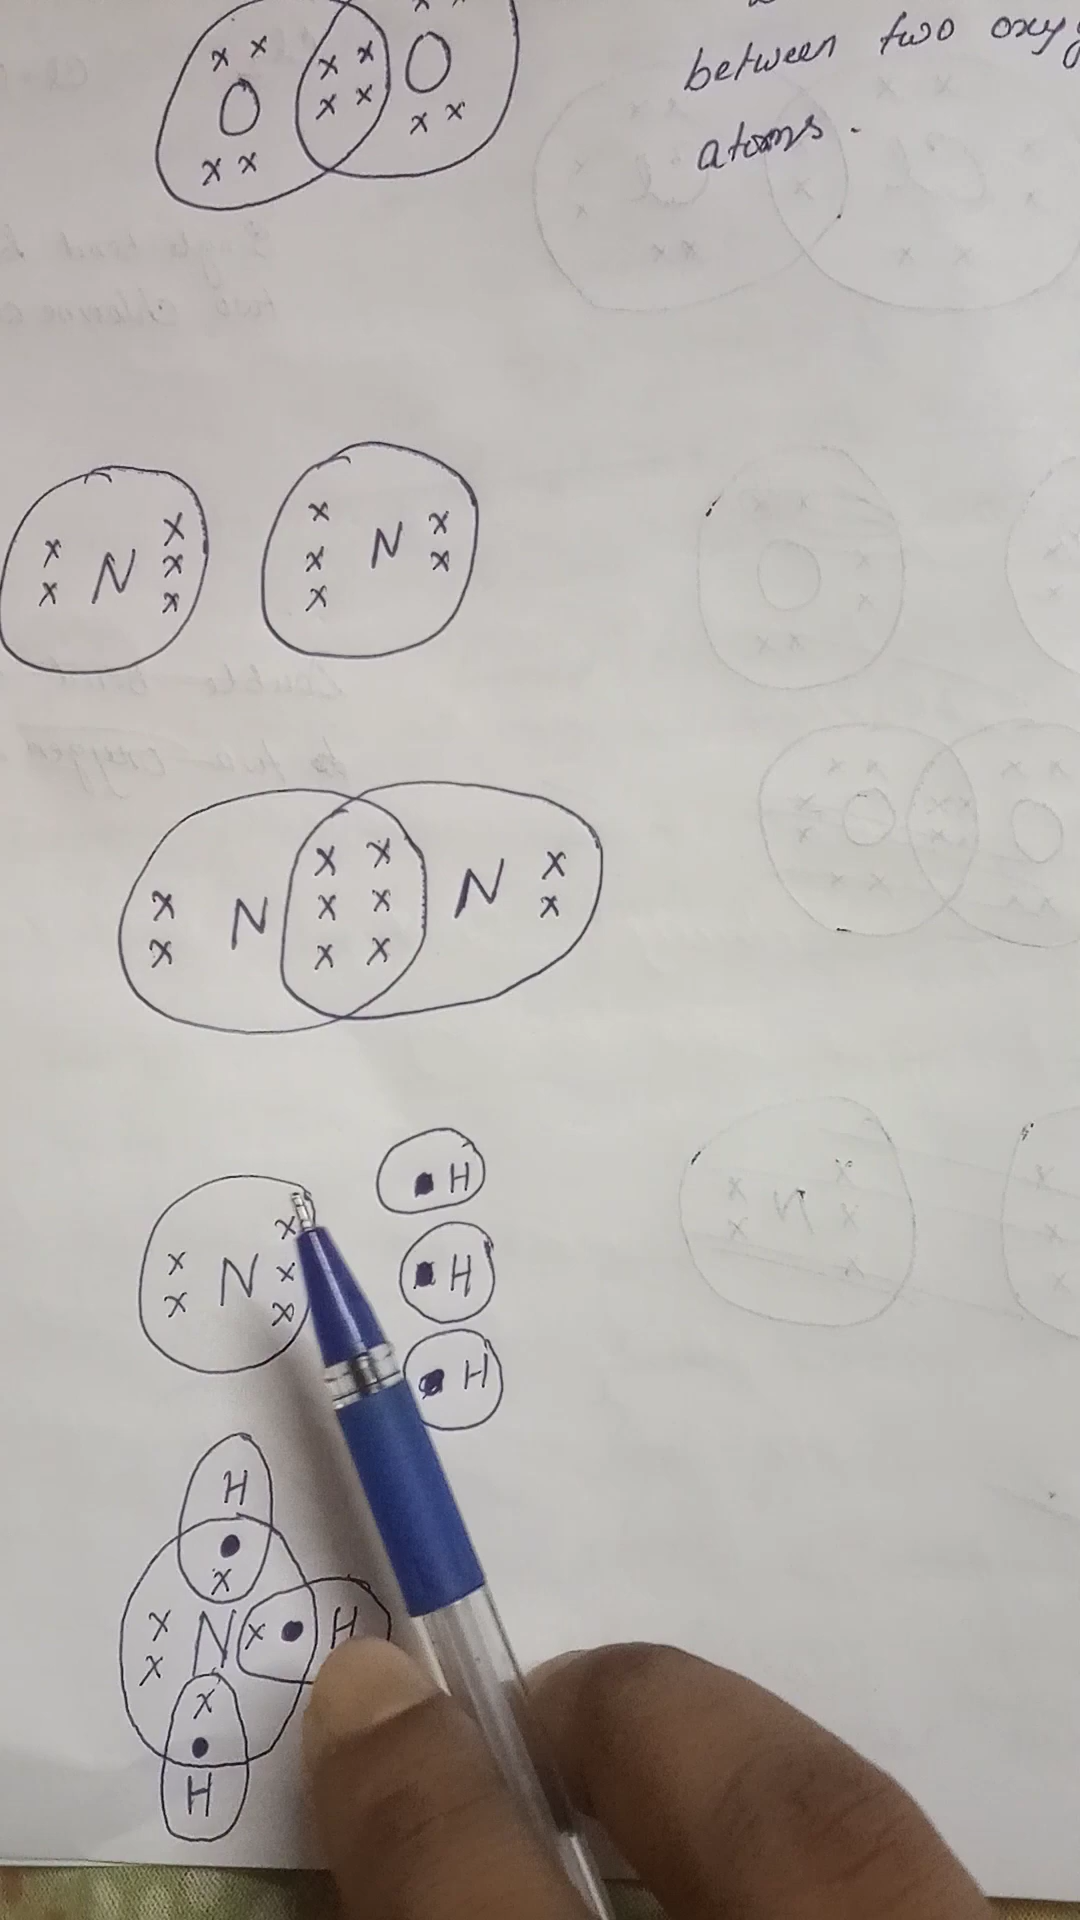 between two oxy
atoms.
x x x x x x
O x x O
x x x x
x N x x N x
x x x x
x x
x x x x
x N x x N x
x x x
N x H
x x H
x x H
H
x
x N x H
x
x
H